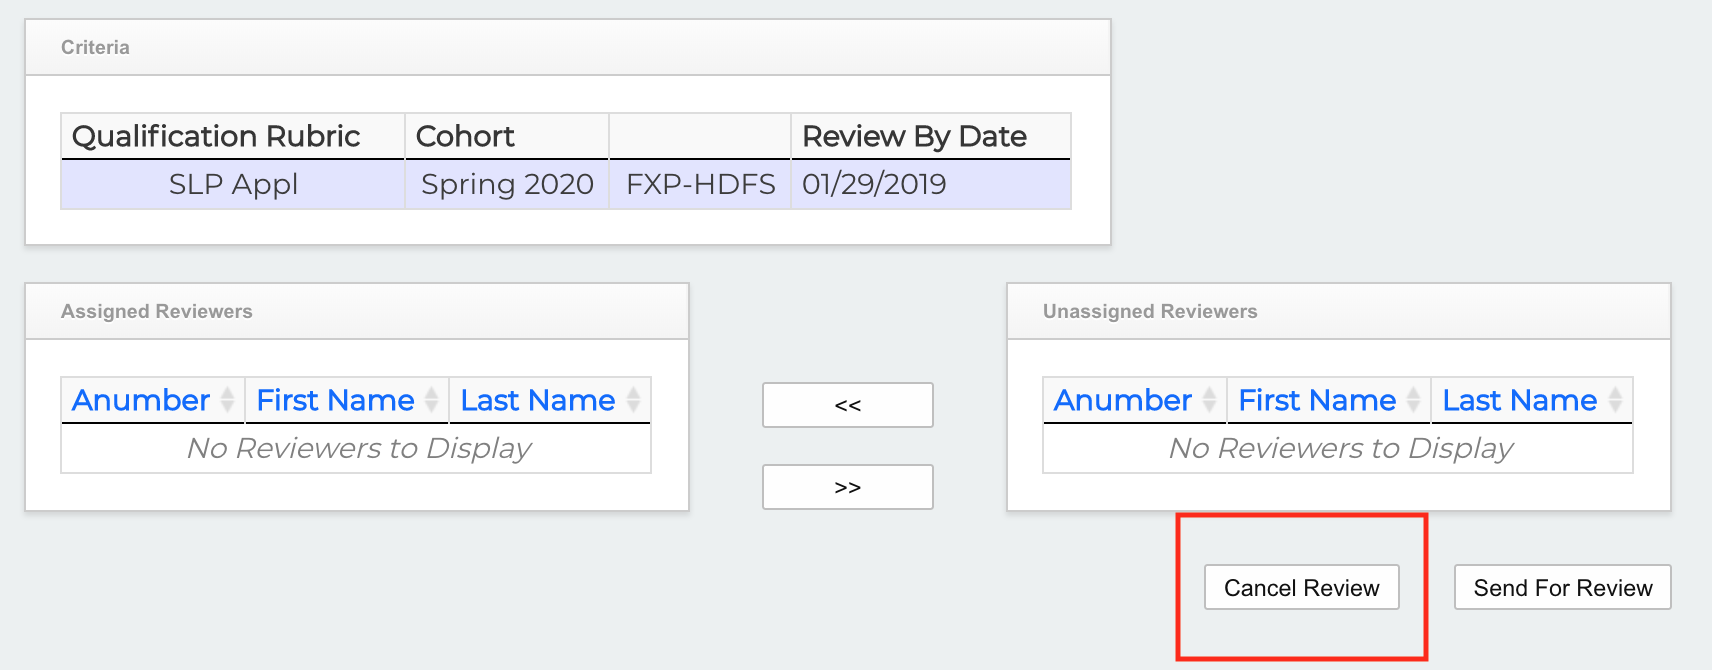 Criteria
Qualification Rubric Cohort Review By Date
SLP Appl Spring 2020 FXP-HDFS 01/29/2019
Assigned Reviewers
Anumber First Name Last Name
No Reviewers to Display
<<
>>
Unassigned Reviewers
Anumber First Name Last Name
No Reviewers to Display
Cancel Review Send For Review